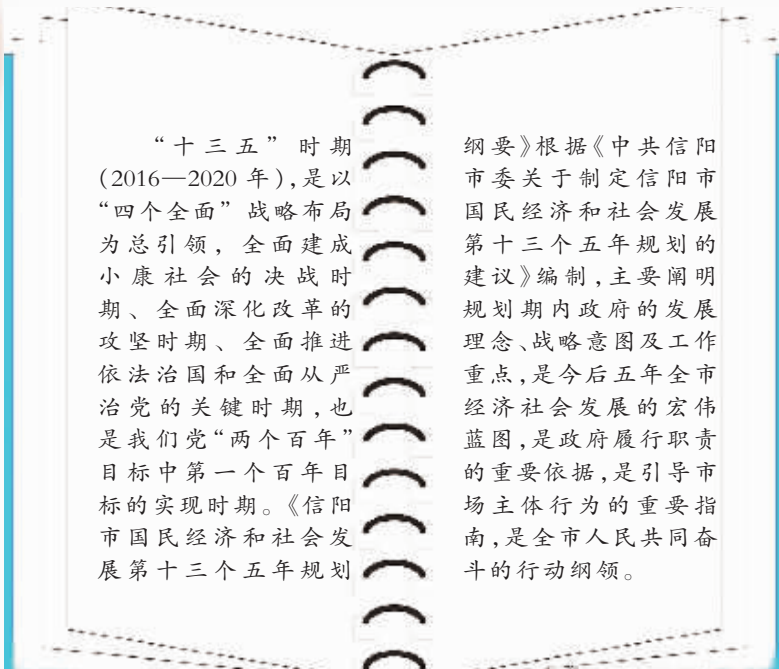 “十三五”时期
(2016—2020 年),是以
“四个全面”战略布局
为总引领，全面建成
小康社会的决战时
期、全面深化改革的
攻坚时期、全面推进
依法治国和全面从严
治党的关键时期,也
是我们党“两个百年”
目标中第一个百年目
标的实现时期。《信阳
市国民经济和社会发
展第十三个五年规划
纲要》根据《中共信阳
市委关于制定信阳市
国民经济和社会发展
第十三个五年规划的
建议》编制,主要阐明
规划期内政府的发展
理念、战略意图及工作
重点,是今后五年全市
经济社会发展的宏伟
蓝图,是政府履行职责
的重要依据,是引导市
场主体行为的重要指
南,是全市人民共同奋
斗的行动纲领。